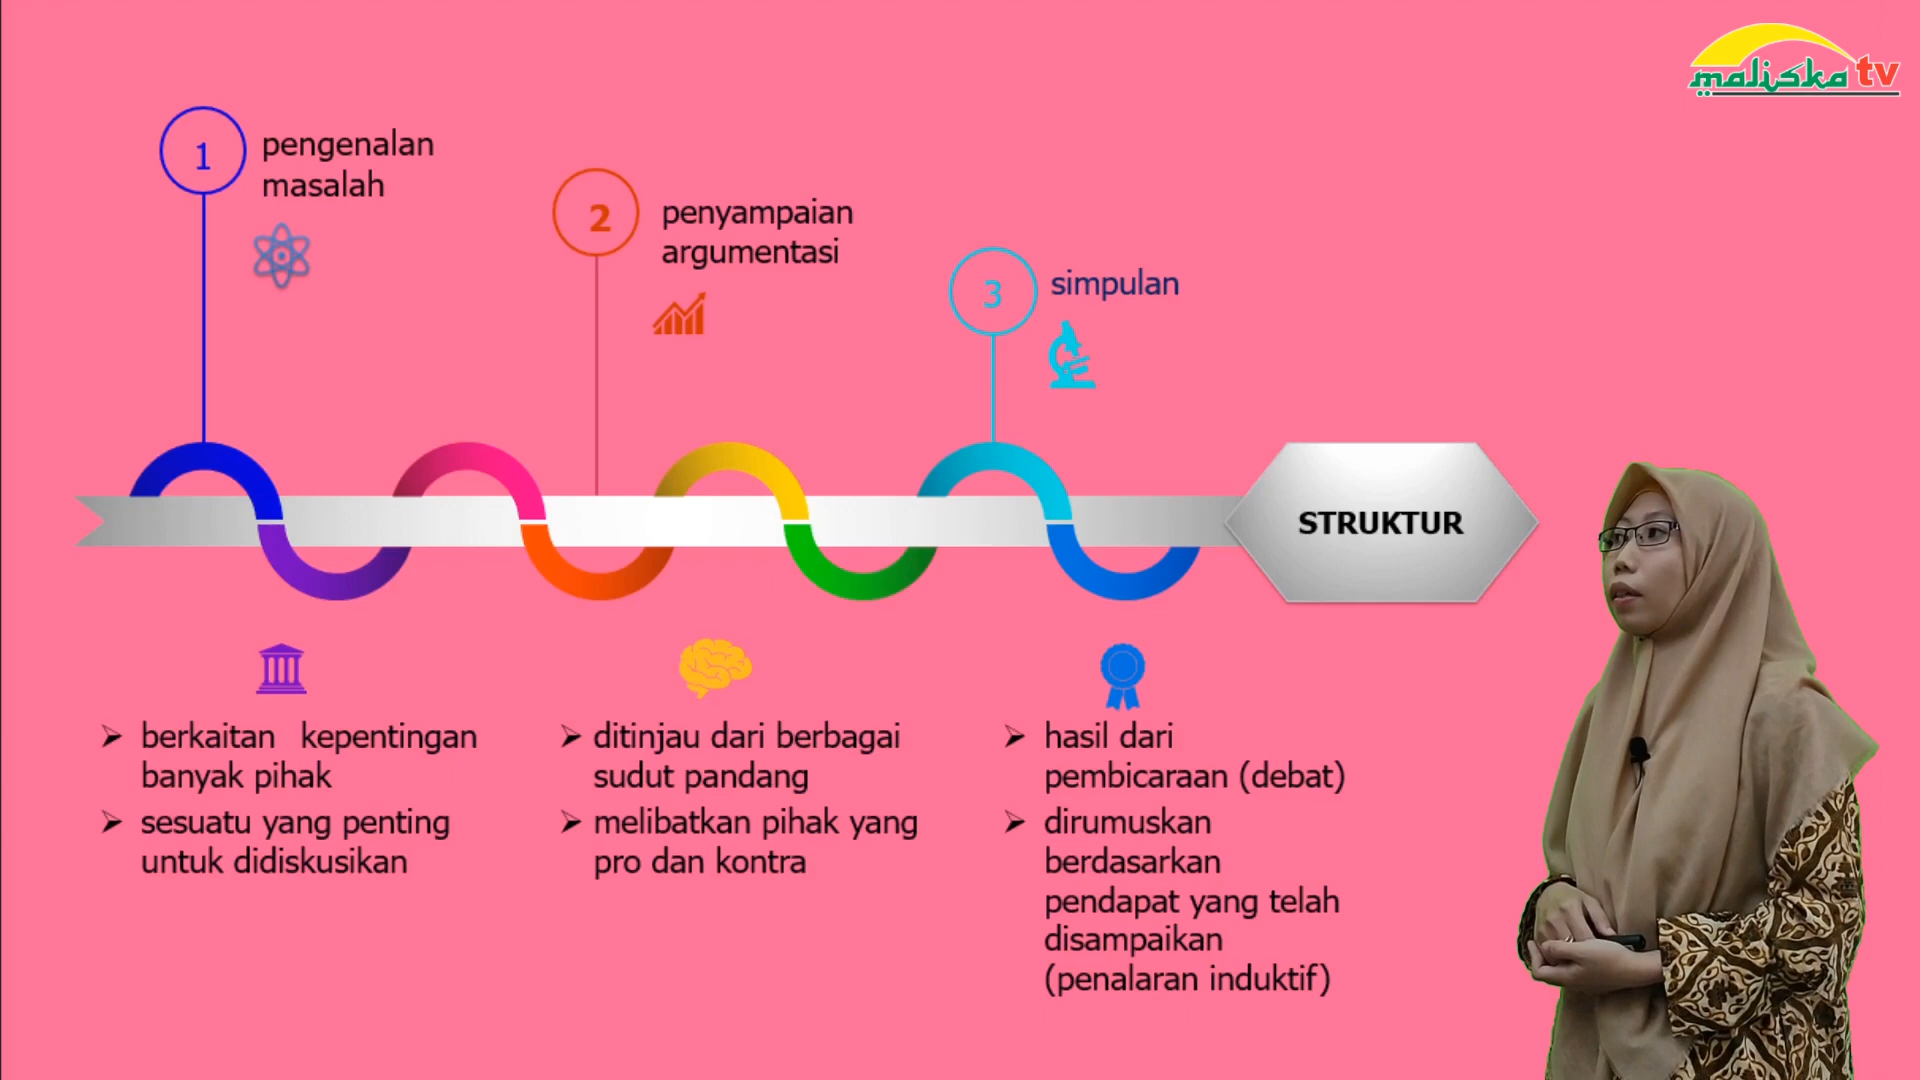 maliska tv
1
pengenalan
masalah
2
penyampaian
argumentasi
3
simpulan
STRUKTUR
berkaitan kepentingan
banyak pihak
sesuatu yang penting
untuk didiskusikan
ditinjau dari berbagai
sudut pandang
melibatkan pihak yang
pro dan kontra
hasil dari
pembicaraan (debat)
dirumuskan
berdasarkan
pendapat yang telah
disampaikan
(penalaran induktif)